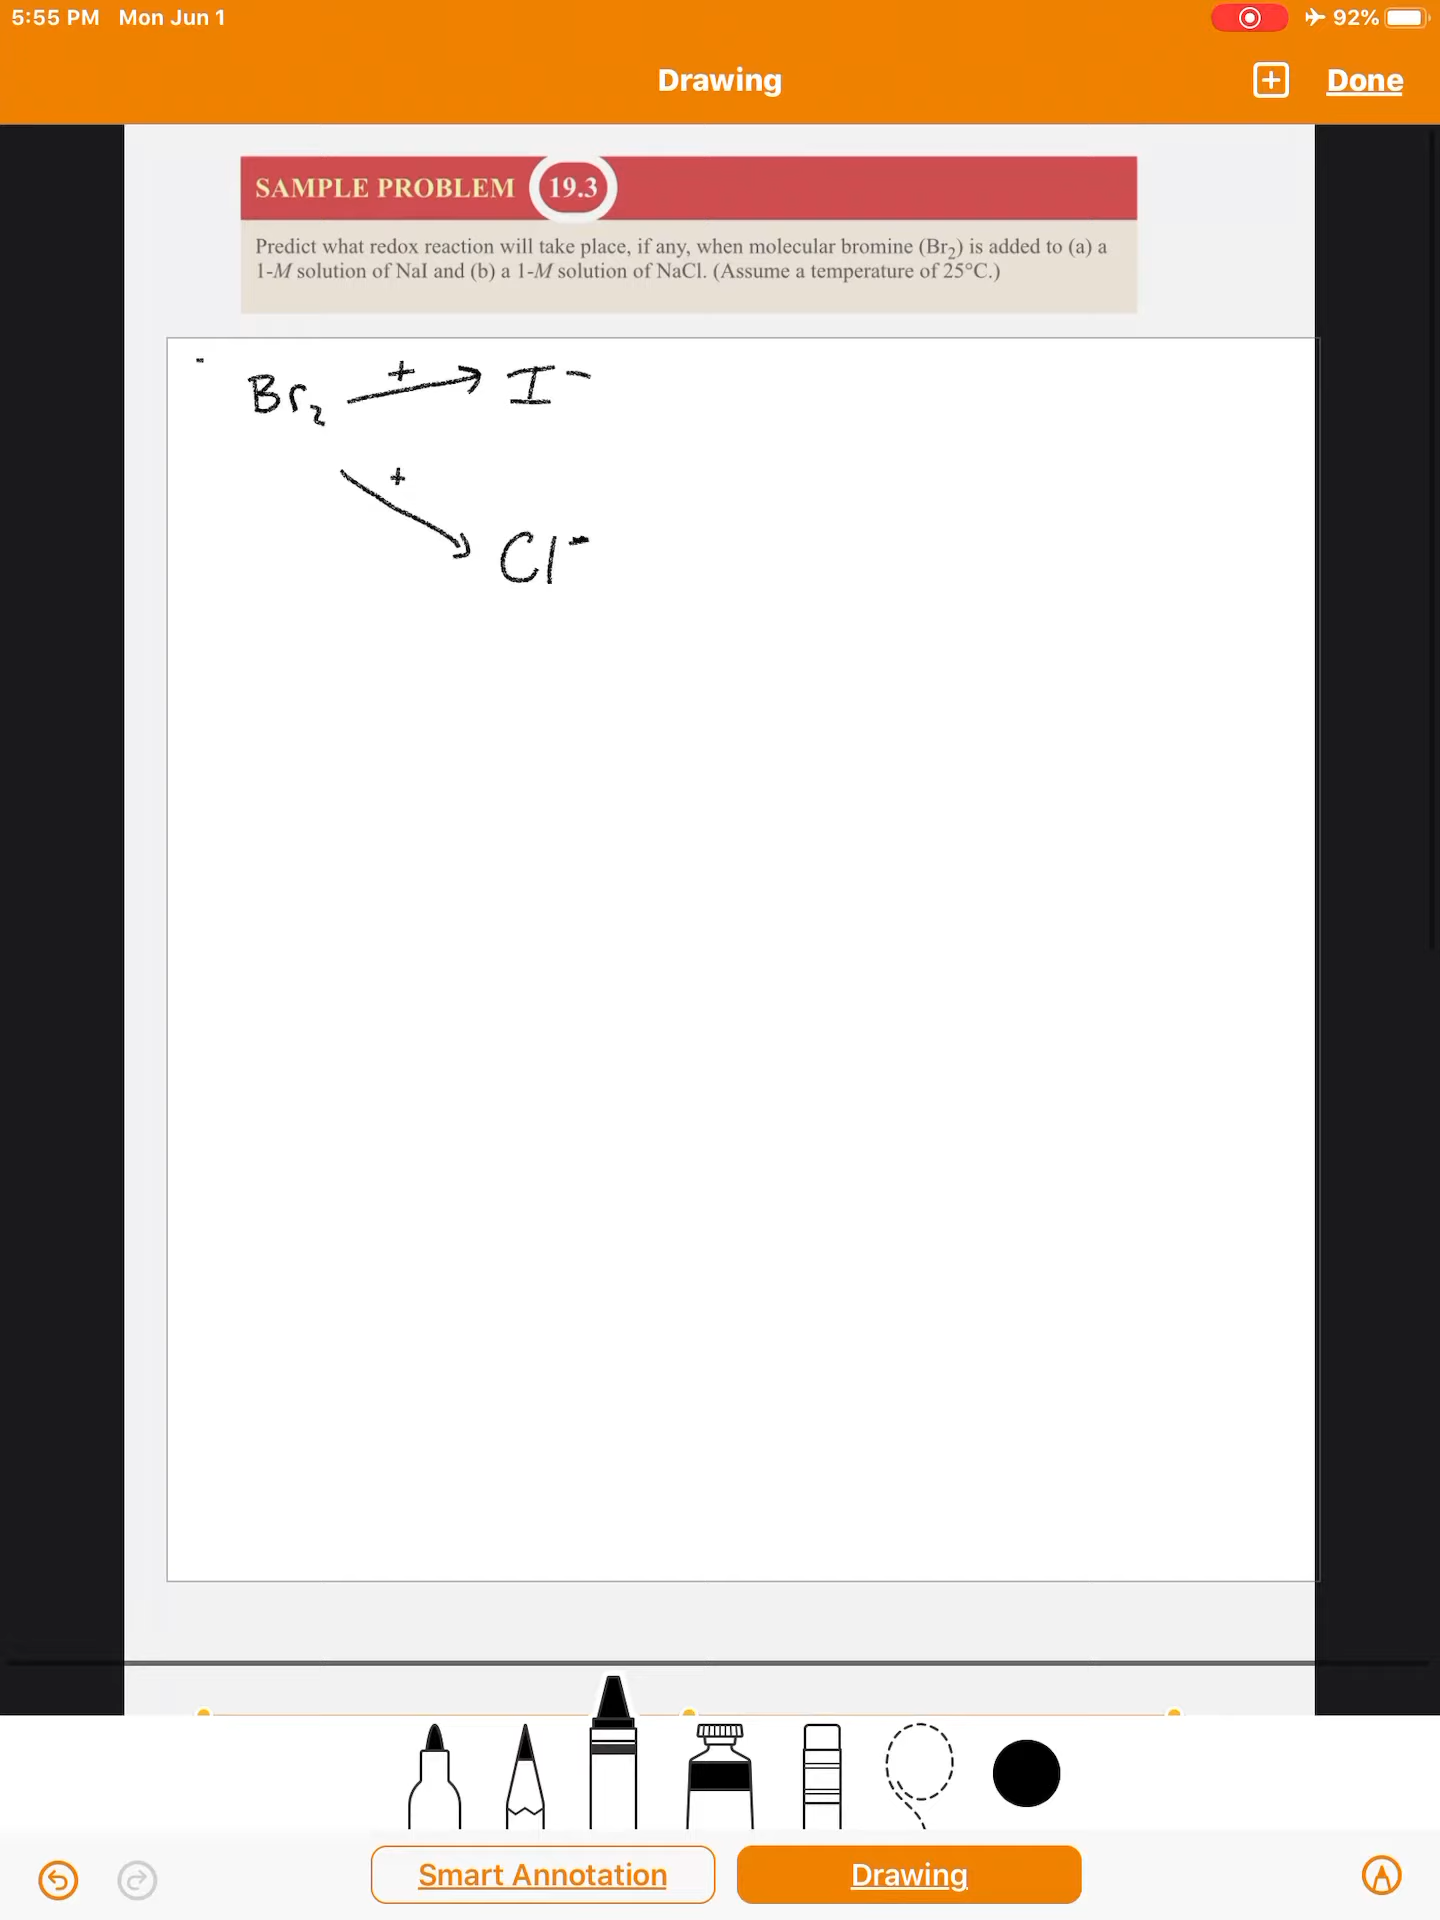 5:55 PM Mon Jun 1
92%
Drawing
Done
SAMPLE PROBLEM 19.3
Predict what redox reaction will take place, if any, when molecular bromine (Br₂) is added to (a) a
1-M solution of NaI and (b) a 1-M solution of NaCl. (Assume a temperature of 25°C.)
Br₂ + → I⁻
+ → Cl⁻
Smart Annotation
Drawing